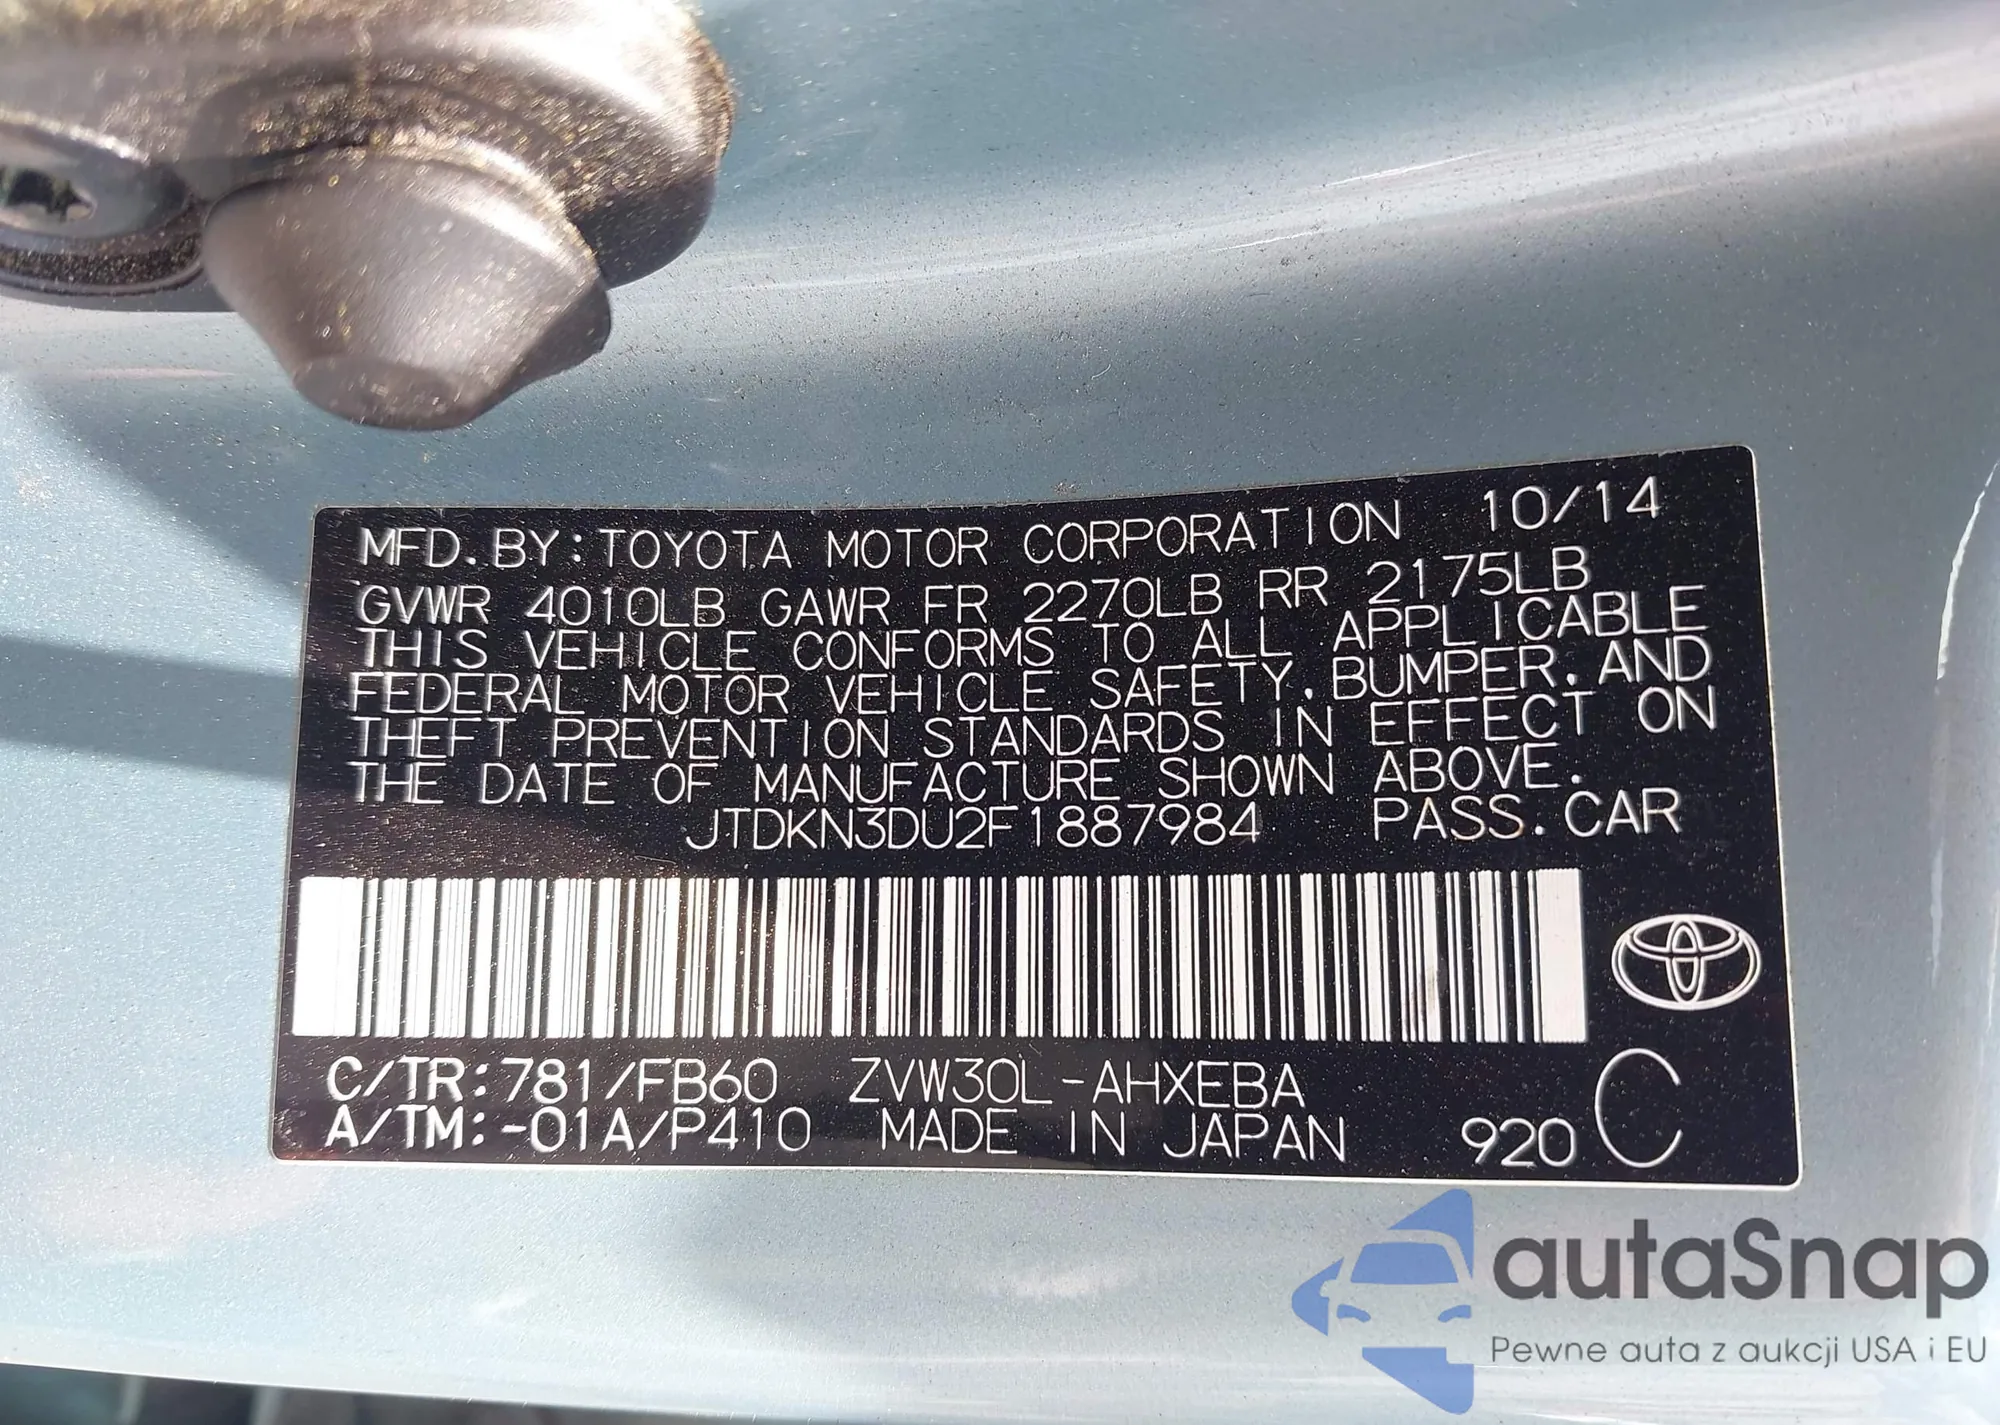 MFD. BY: TOYOTA MOTOR CORPORATION 10/14
GVWR 4010LB GAWR FR 2270LB RR 2175LB
THIS VEHICLE CONFORMS TO ALL APPLICABLE
FEDERAL MOTOR VEHICLE SAFETY, BUMPER, AND
THEFT PREVENTION STANDARDS IN EFFECT ON
THE DATE OF MANUFACTURE SHOWN ABOVE.
JTDKN3DU2F1887984 PASS. CAR
C/TR: 781/FB60 ZVW30L-AHXEBA
A/TM: -01A/P410 MADE IN JAPAN 920 C
autaSnap
Pewne auta z aukcji USA i EU